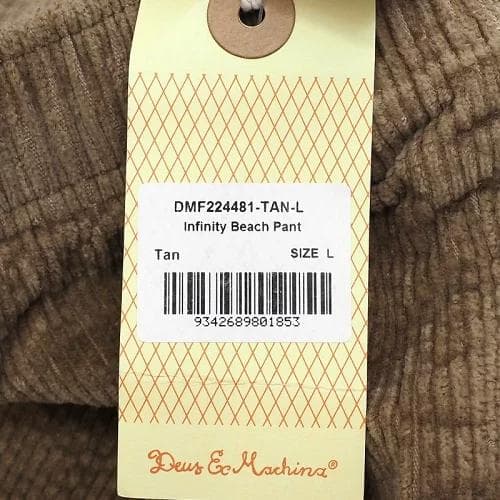 DMF224481-TAN-L
Infinity Beach Pant
Tan SIZE L
9342689801853
Deus Ex Machina®